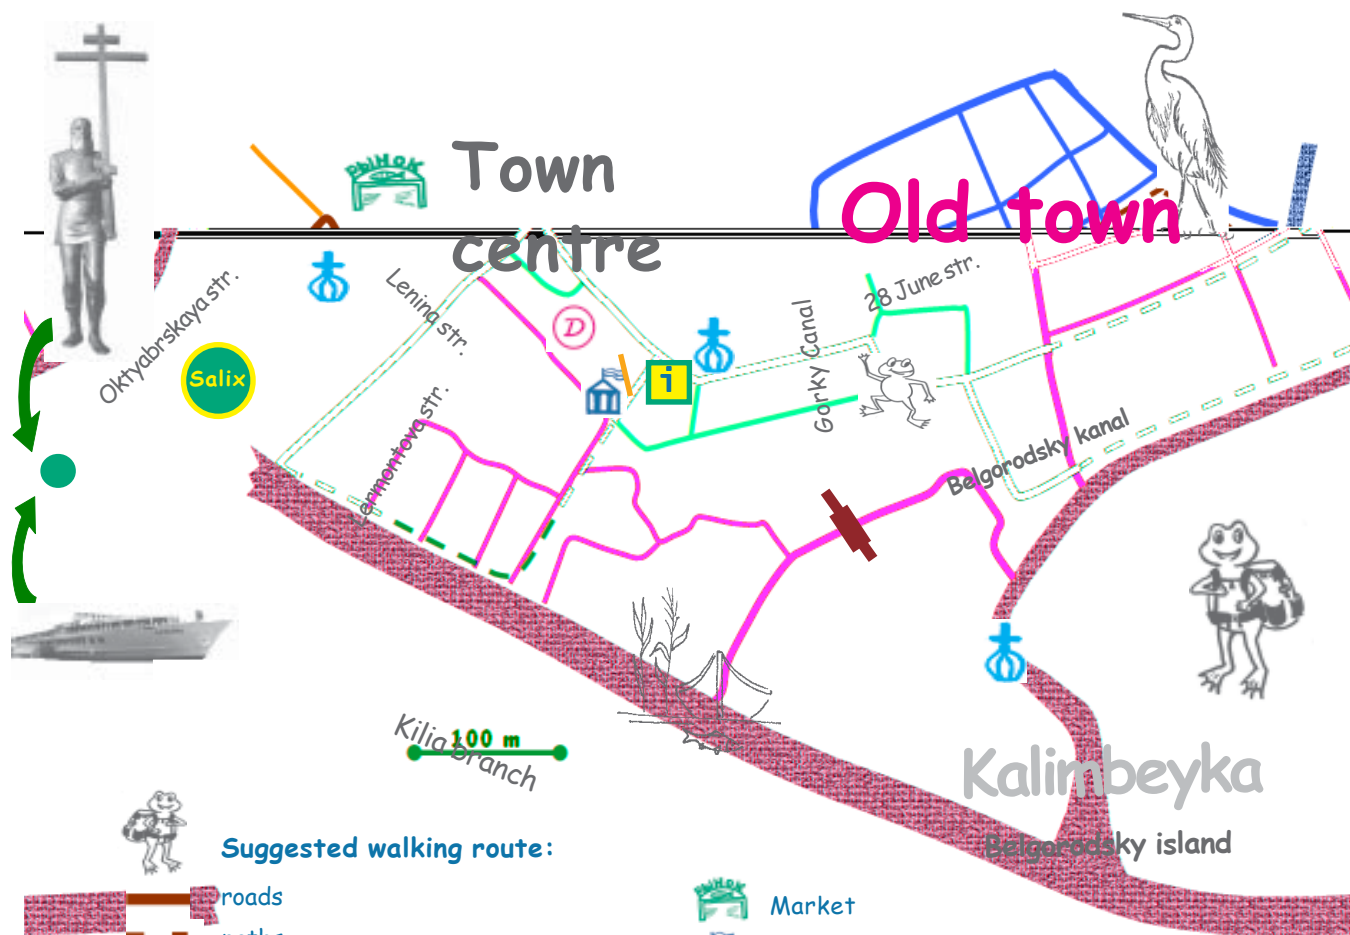 РЫНОК
Town
centre
Old town
Oktyabrskaya str.
Lenina str.
28 June str.
Gorky Canal
D
Salix
i
Lermontova str.
Belgorodsky kanal
100 m
Kilia branch
Kalimbeyka
Belgorodsky island
Suggested walking route:
roads
РЫНОК
Market